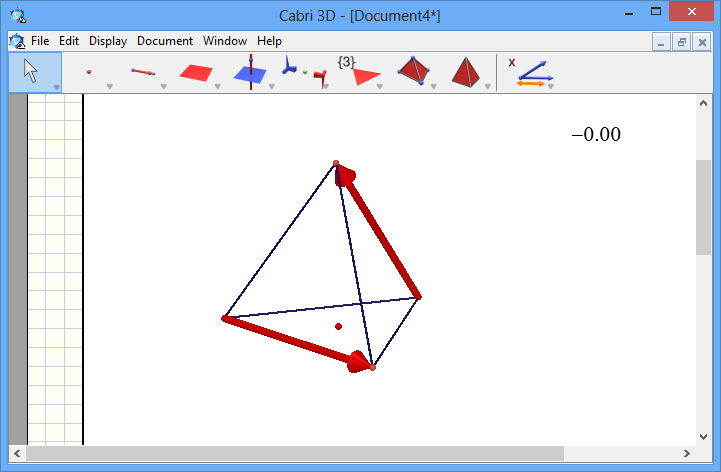 Cabri 3D - [Document4*]
File Edit Display Document Window Help
{3}
x
−0.00